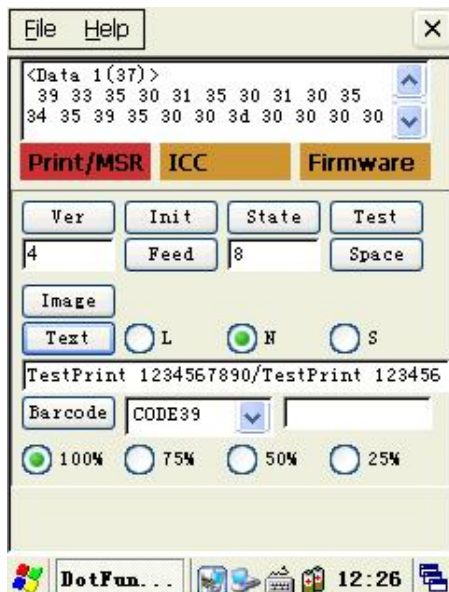 File Help
<Data 1(37)>
39 33 35 30 31 35 30 31 30 35
34 35 39 35 30 30 3d 30 30 30 30
Print/MSR ICC Firmware
Ver Init State Test
4 Feed 8 Space
Image
Text L N S
TestPrint 1234567890/TestPrint 123456
Barcode CODE39
100% 75% 50% 25%
DotFun... 12:26